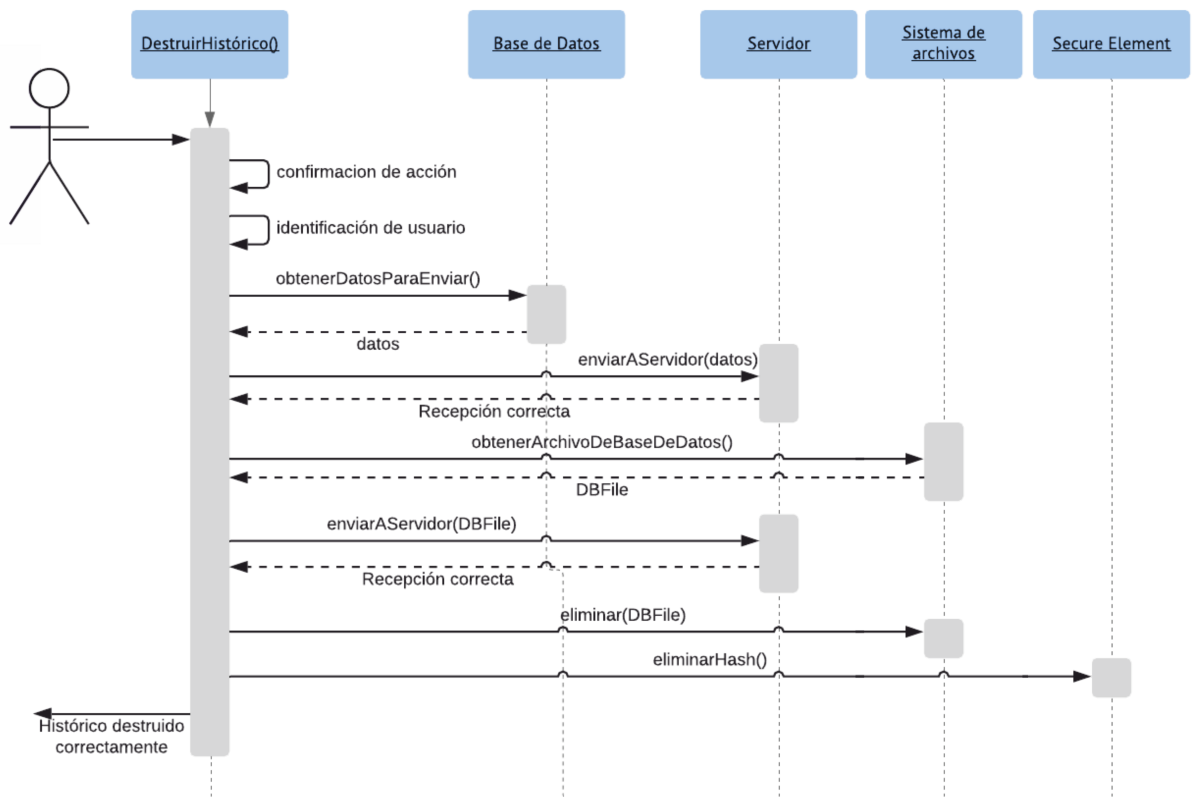 DestruirHistórico()
Base de Datos
Servidor
Sistema de
archivos
Secure Element
confirmacion de acción
identificación de usuario
obtenerDatosParaEnviar()
datos
enviarAServidor(datos)
Recepción correcta
obtenerArchivoDeBaseDeDatos()
DBFile
enviarAServidor(DBFile)
Recepción correcta
eliminar(DBFile)
eliminarHash()
Histórico destruido
correctamente